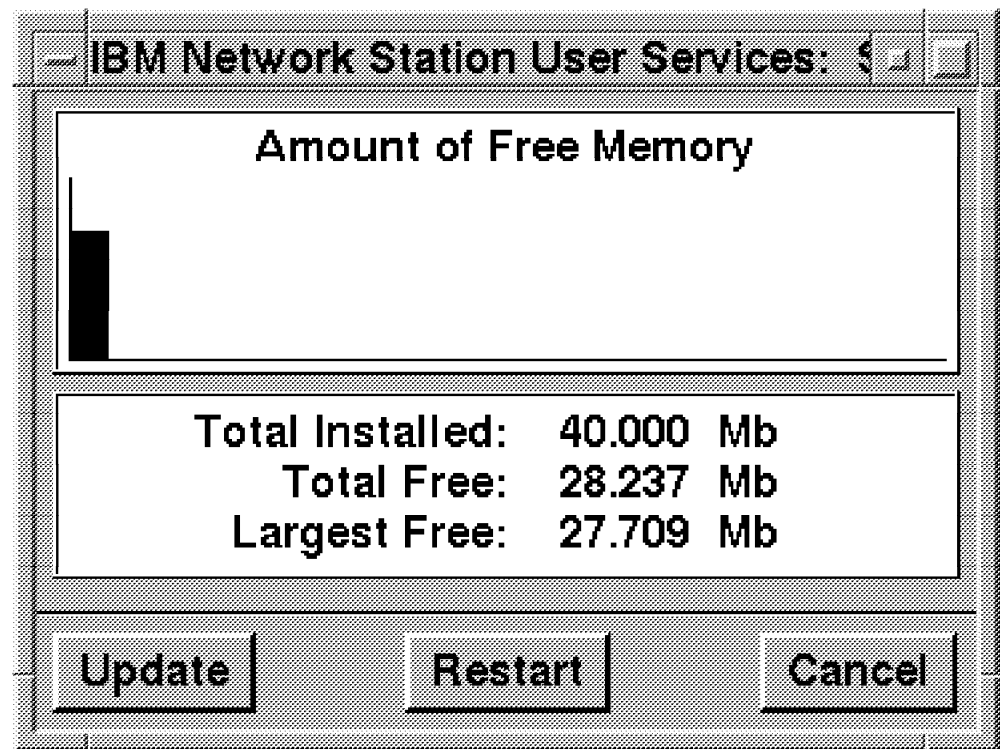 IBM Network Station User Services:
Amount of Free Memory
Total Installed: 40.000 Mb
Total Free: 28.237 Mb
Largest Free: 27.709 Mb
Update
Restart
Cancel